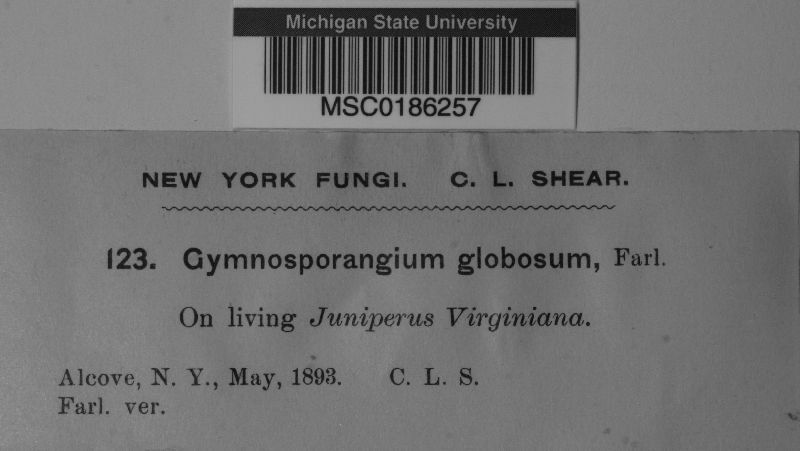 Michigan State University
MSC0186257
NEW YORK FUNGI. C. L. SHEAR.
123. Gymnosporangium globosum, Farl.
On living Juniperus Virginiana.
Alcove, N. Y., May, 1893. C. L. S.
Farl. ver.